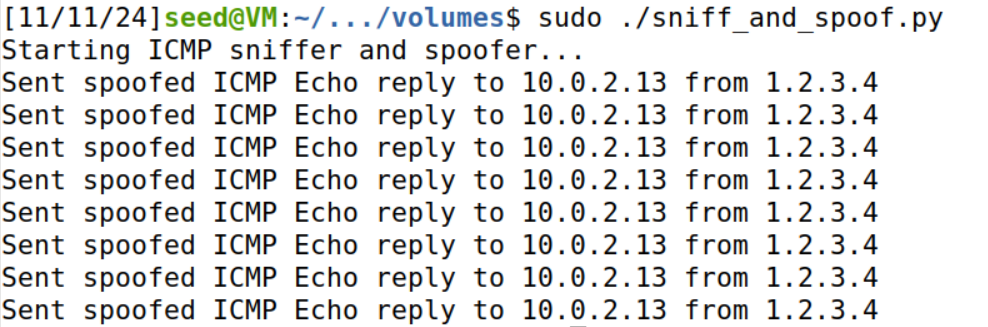 [11/11/24]seed@VM:~/.../volumes$ sudo ./sniff_and_spoof.py
Starting ICMP sniffer and spoofer...
Sent spoofed ICMP Echo reply to 10.0.2.13 from 1.2.3.4
Sent spoofed ICMP Echo reply to 10.0.2.13 from 1.2.3.4
Sent spoofed ICMP Echo reply to 10.0.2.13 from 1.2.3.4
Sent spoofed ICMP Echo reply to 10.0.2.13 from 1.2.3.4
Sent spoofed ICMP Echo reply to 10.0.2.13 from 1.2.3.4
Sent spoofed ICMP Echo reply to 10.0.2.13 from 1.2.3.4
Sent spoofed ICMP Echo reply to 10.0.2.13 from 1.2.3.4
Sent spoofed ICMP Echo reply to 10.0.2.13 from 1.2.3.4